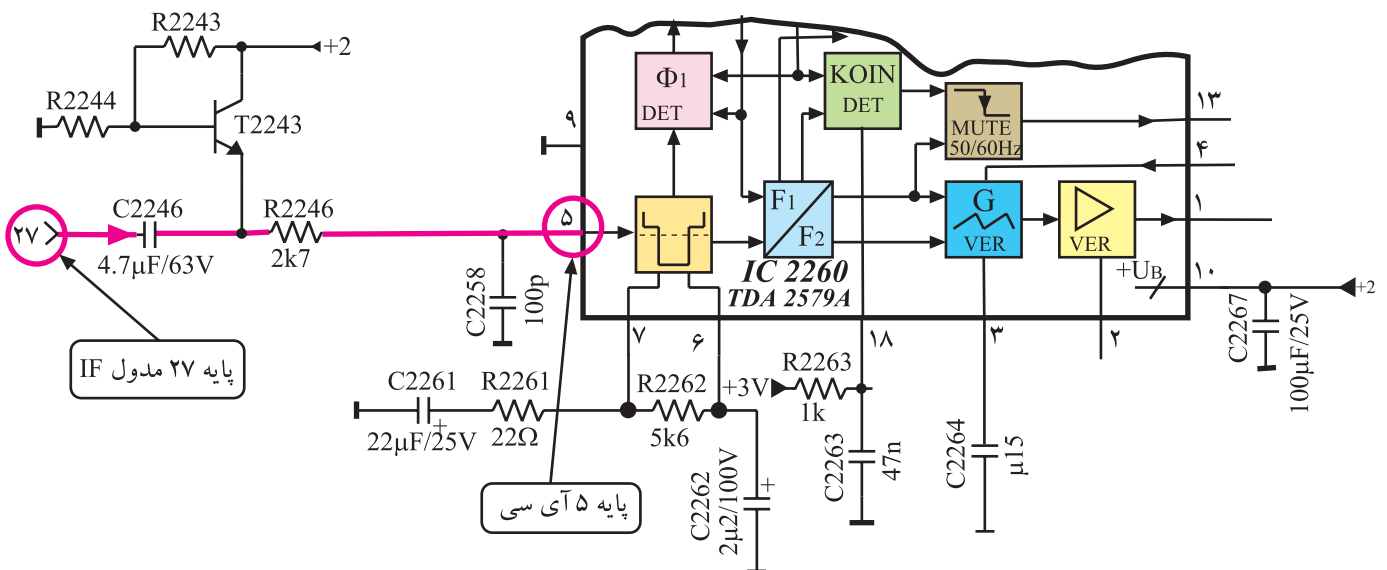 R2243
+2
R2244
T2243
۲۷
C2246
4.7µF/63V
R2246
2k7
C2258
100p
۵
۹
Φ1
DET
KOIN
DET
MUTE
50/60Hz
۱۳
۴
F1
F2
G
VER
VER
۱
IC 2260
TDA 2579A
+UB
۱۰
+2
C2267
100µF/25V
۷
۶
۱۸
۳
۲
پایه ۲۷ مدول IF
C2261
22µF/25V
R2261
22Ω
R2262
5k6
+3V
R2263
1k
C2262
2µ2/100V
+
+
C2263
47n
C2264
µ15
پایه ۵ آی سی